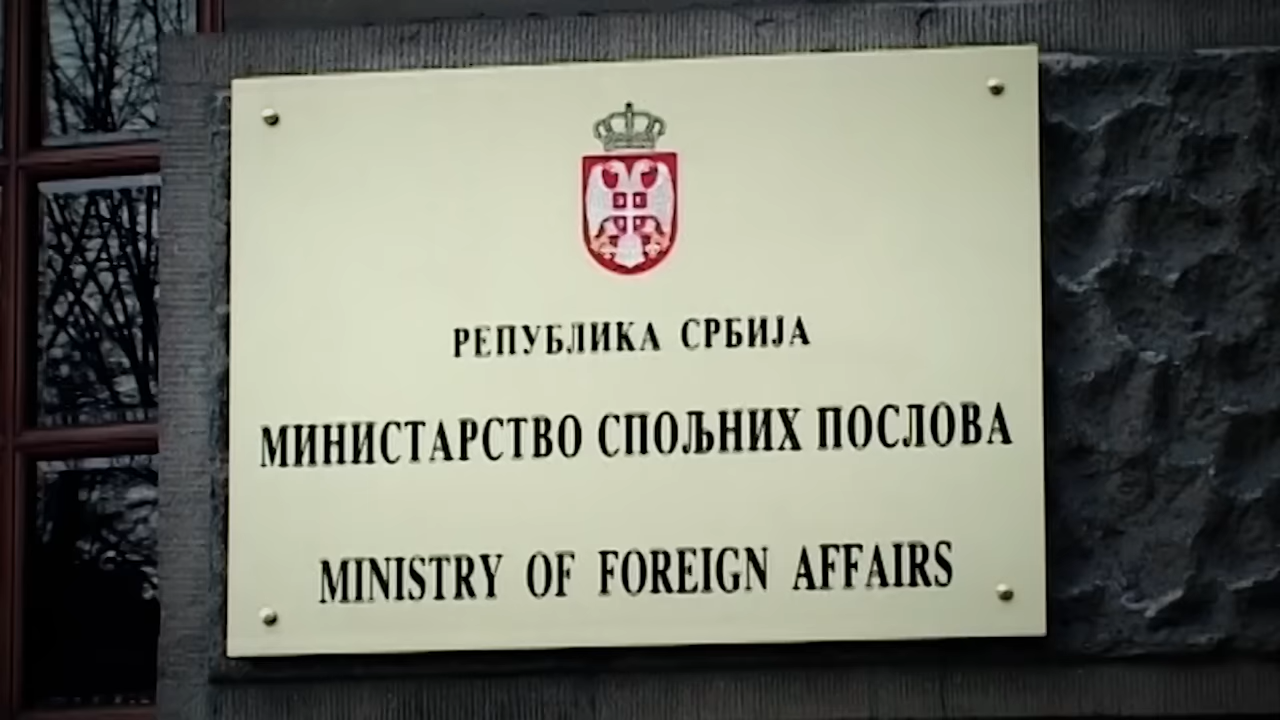 РЕПУБЛИКА СРБИЈА
МИНИСТАРСТВО СПОЉНИХ ПОСЛОВА
MINISTRY OF FOREIGN AFFAIRS